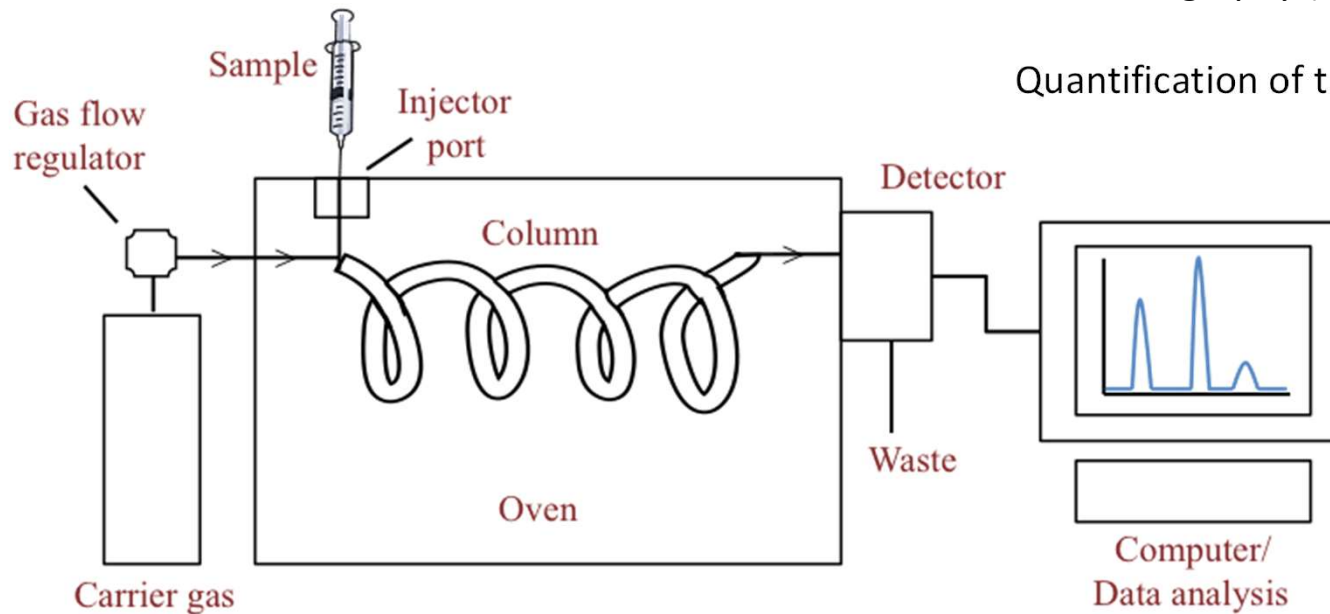 Quantification of t
Sample
Gas flow
regulator
Injector
port
Detector
Column
Waste
Oven
Computer/
Data analysis
Carrier gas